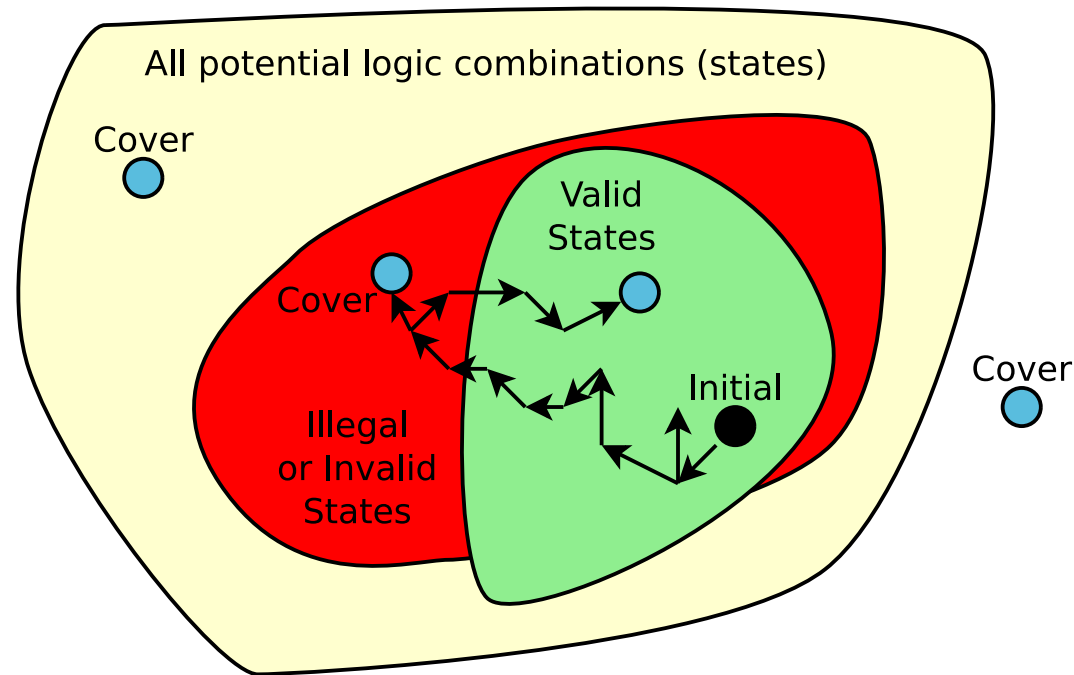 All potential logic combinations (states)
Cover
Valid
States
Cover
Cover
Initial
Illegal
or Invalid
States